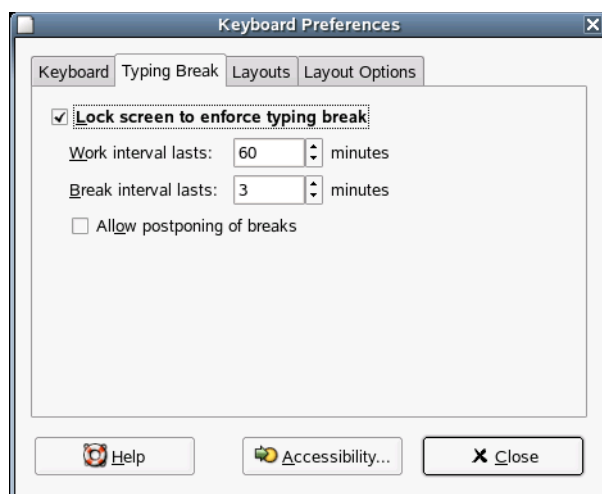 Keyboard Preferences
Keyboard Typing Break Layouts Layout Options
Lock screen to enforce typing break
Work interval lasts: 60 minutes
Break interval lasts: 3 minutes
Allow postponing of breaks
Help Accessibility... Close